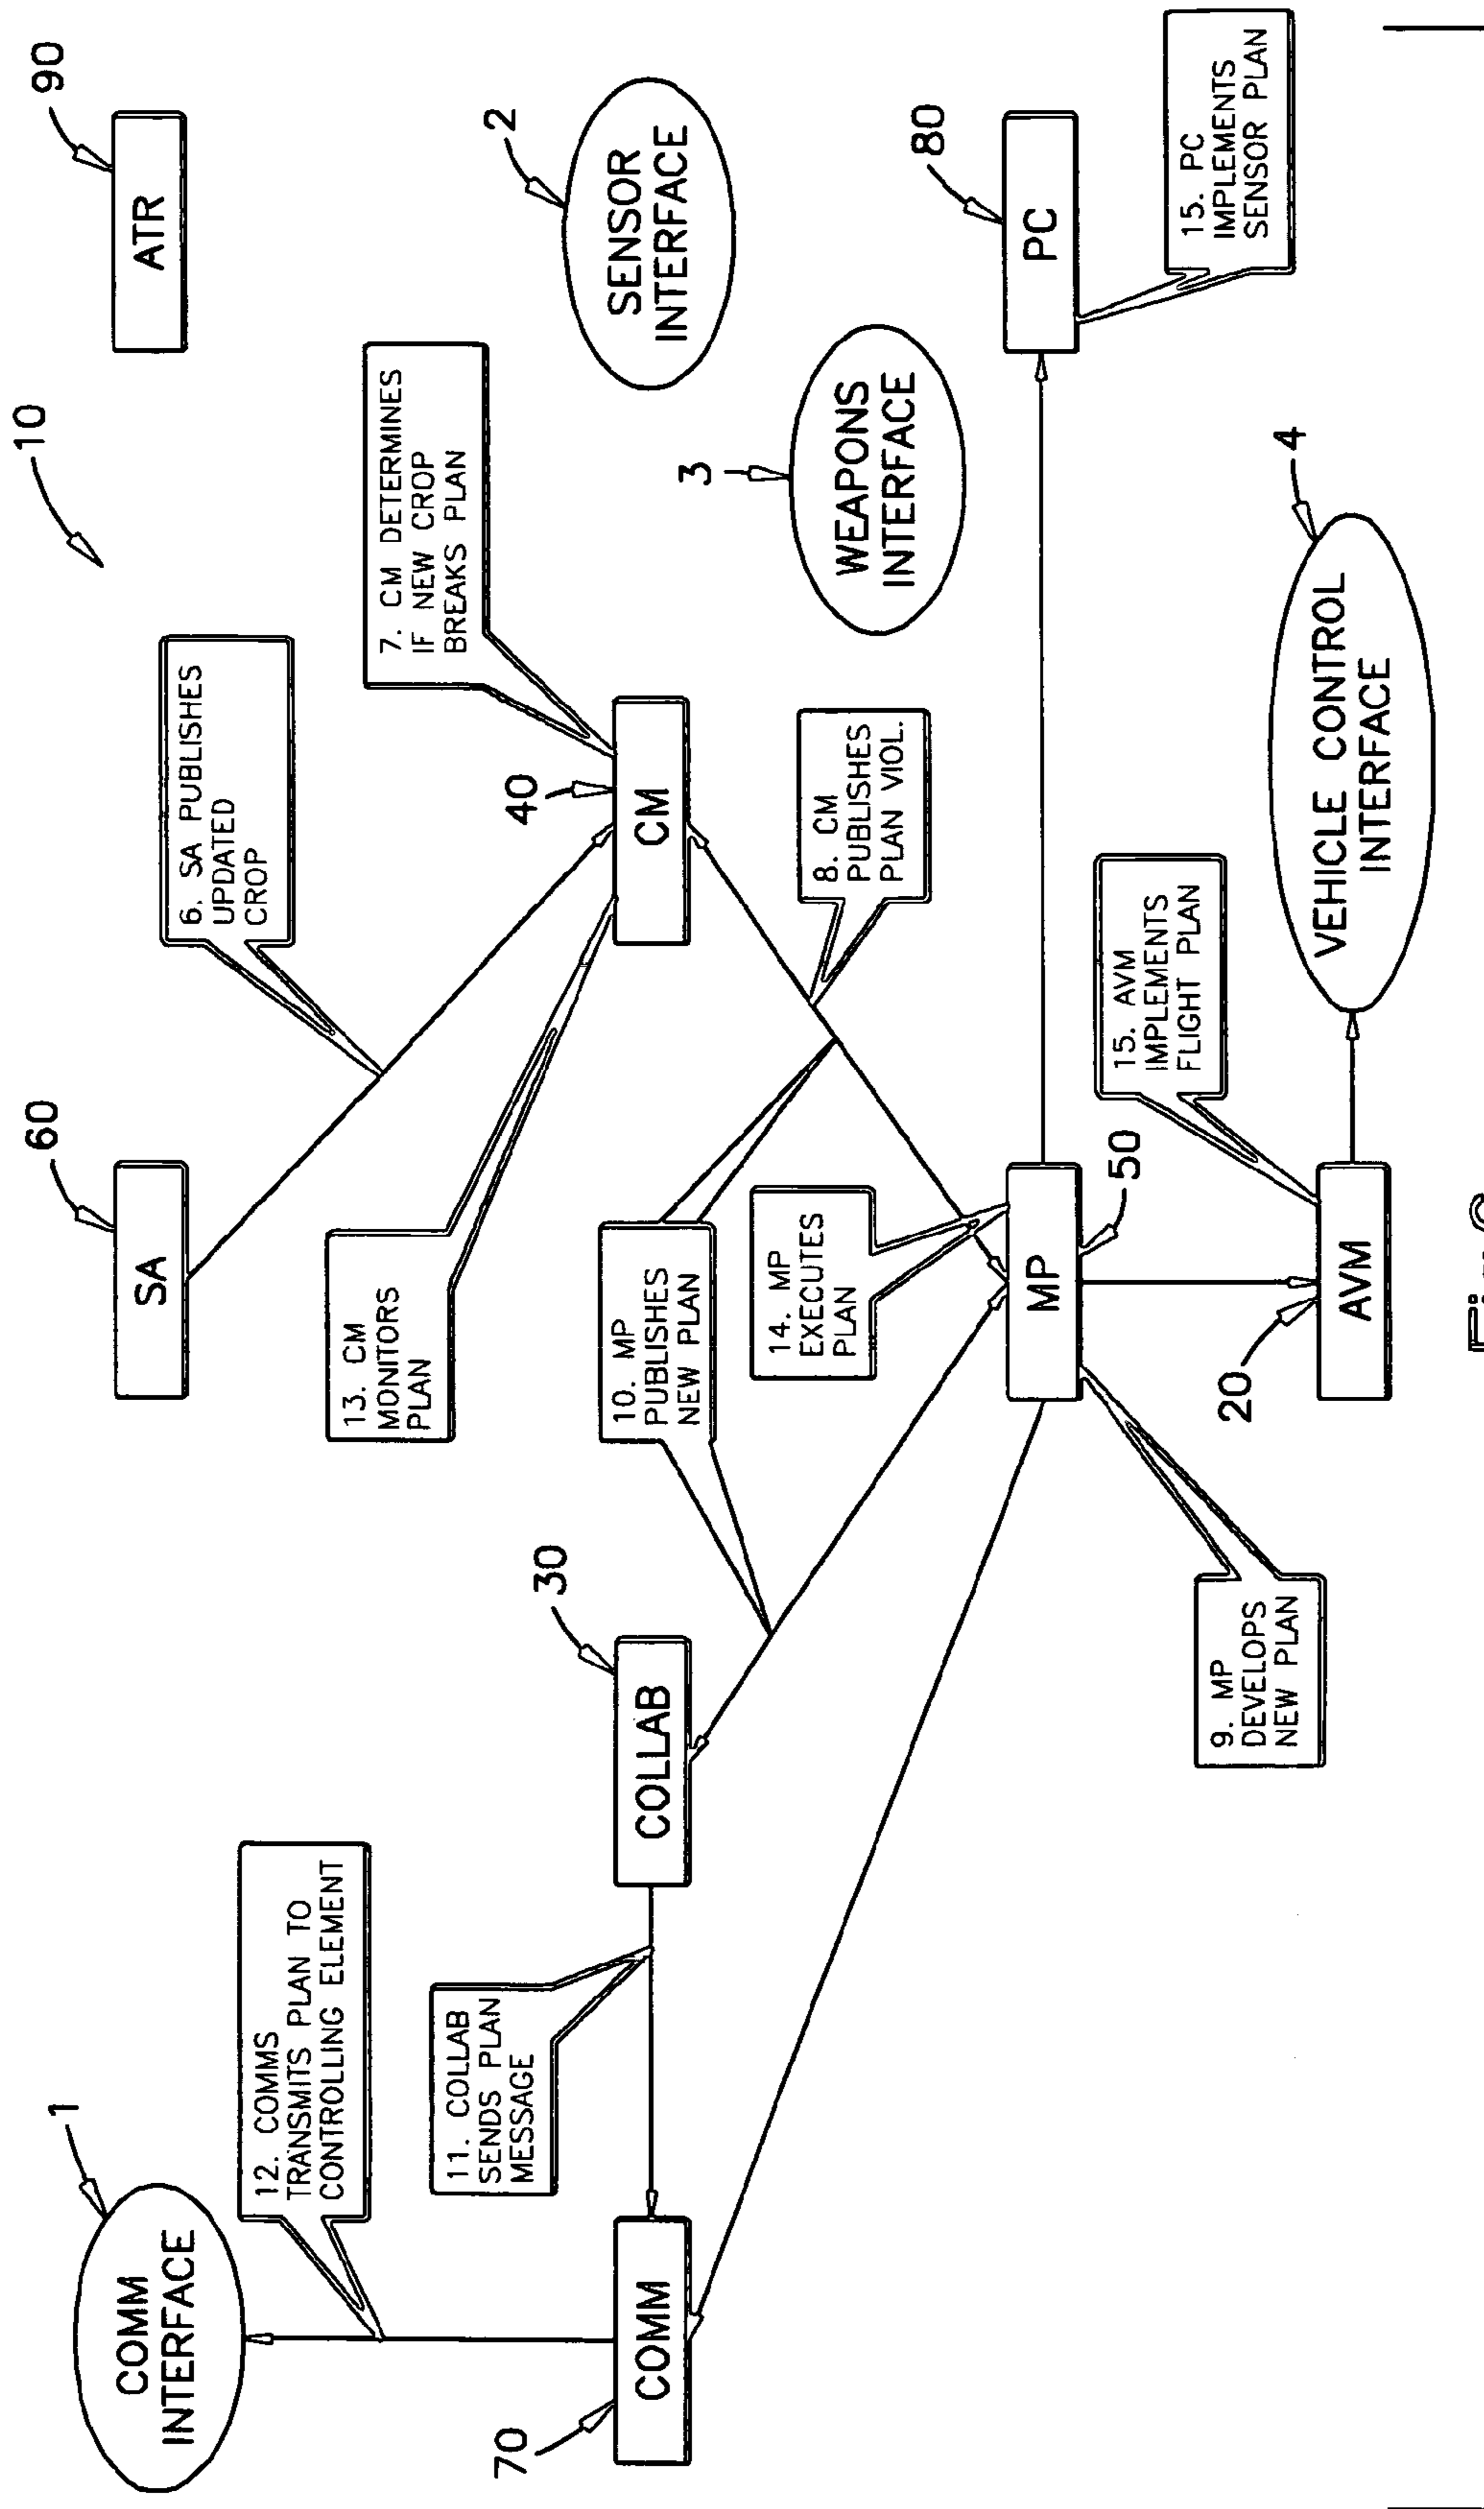 10
1
COMM
INTERFACE
60
SA
90
ATR
6. SA PUBLISHES
UPDATED
CROP
12. COMMS
TRANSMITS PLAN TO
CONTROLLING ELEMENT
13. CM
MONITORS
PLAN
7. CM DETERMINES
IF NEW CROP
BREAKS PLAN
11. COLLAB
SENDS PLAN
MESSAGE
70
COMM
30
COLLAB
40
CM
2
SENSOR
INTERFACE
10. MP
PUBLISHES
NEW PLAN
3
WEAPONS
INTERFACE
14. MP
EXECUTES
PLAN
8. CM
PUBLISHES
PLAN VIOL.
MP
50
80
PC
9. MP
DEVELOPS
NEW PLAN
15. AVM
IMPLEMENTS
FLIGHT PLAN
15. PC
IMPLEMENTS
SENSOR PLAN
20
AVM
4
VEHICLE CONTROL
INTERFACE